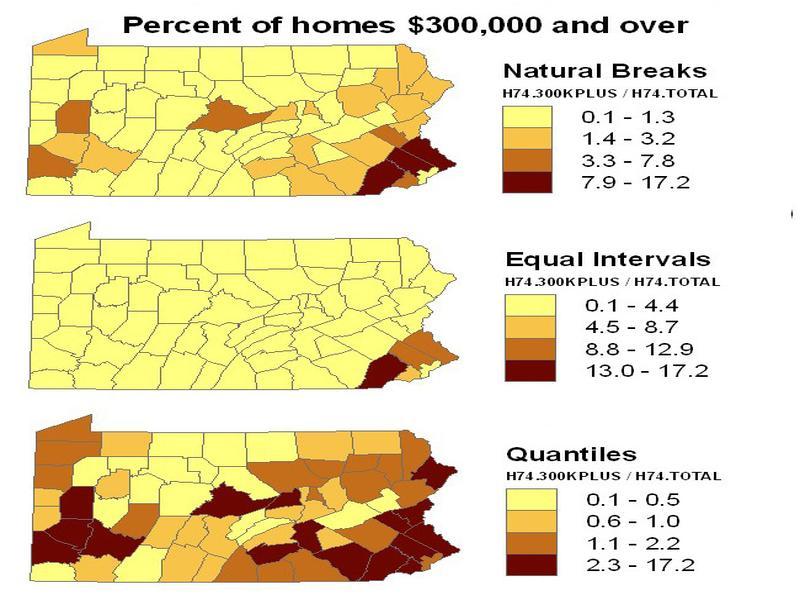 Percent of homes $300,000 and over
Natural Breaks
H74.300KPLUS / H74.TOTAL
0.1 - 1.3
1.4 - 3.2
3.3 - 7.8
7.9 - 17.2
Equal Intervals
H74.300KPLUS / H74.TOTAL
0.1 - 4.4
4.5 - 8.7
8.8 - 12.9
13.0 - 17.2
Quantiles
H74.300KPLUS / H74.TOTAL
0.1 - 0.5
0.6 - 1.0
1.1 - 2.2
2.3 - 17.2